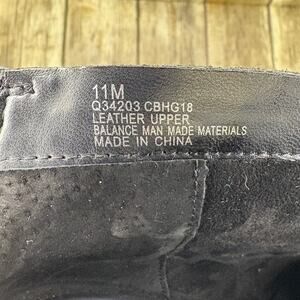 11M
Q34203 CBHG18
LEATHER UPPER
BALANCE MAN MADE MATERIALS
MADE IN CHINA